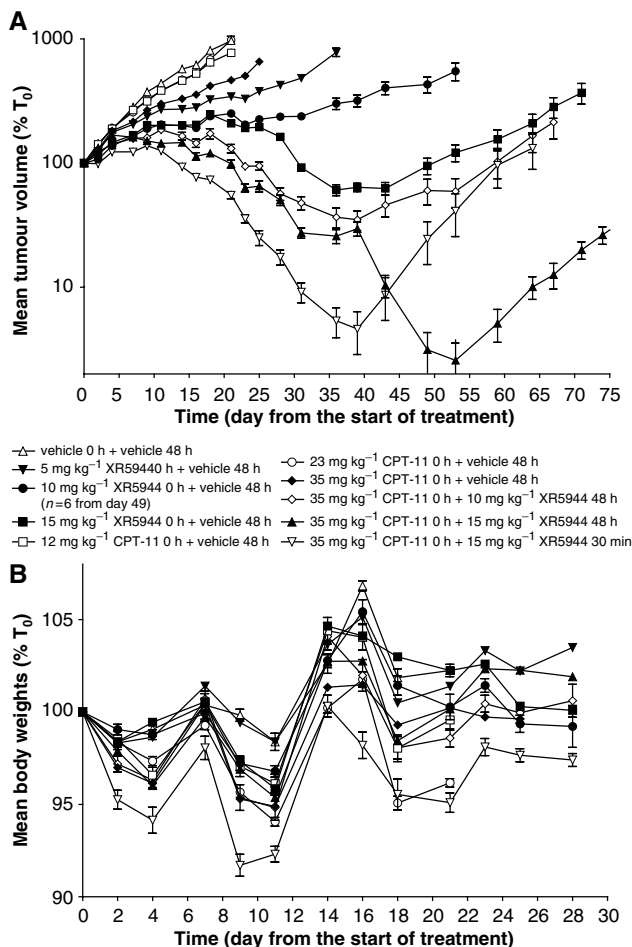 A
Mean tumour volume (% T0)
1000
100
10
0 5 10 15 20 25 30 35 40 45 50 55 60 65 70 75
Time (day from the start of treatment)
vehicle 0 h + vehicle 48 h
5 mg kg−1 XR59440 h + vehicle 48 h
10 mg kg−1 XR5944 0 h + vehicle 48 h
(n=6 from day 49)
15 mg kg−1 XR5944 0 h + vehicle 48 h
12 mg kg−1 CPT-11 0 h + vehicle 48 h
23 mg kg−1 CPT-11 0 h + vehicle 48 h
35 mg kg−1 CPT-11 0 h + vehicle 48 h
35 mg kg−1 CPT-11 0 h + 10 mg kg−1 XR5944 48 h
35 mg kg−1 CPT-11 0 h + 15 mg kg−1 XR5944 48 h
35 mg kg−1 CPT-11 0 h + 15 mg kg−1 XR5944 30 min
B
Mean body weights (% T0)
105
100
95
90
0 2 4 6 8 10 12 14 16 18 20 22 24 26 28 30
Time (day from the start of treatment)